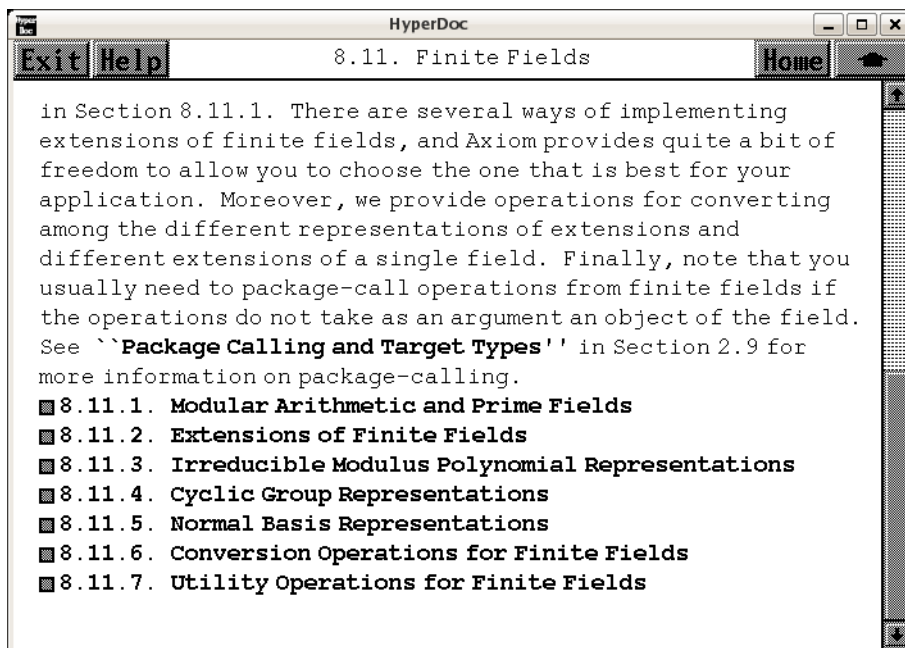 Hyper Doc
HyperDoc
Exit Help 8.11. Finite Fields Home
in Section 8.11.1. There are several ways of implementing
extensions of finite fields, and Axiom provides quite a bit of
freedom to allow you to choose the one that is best for your
application. Moreover, we provide operations for converting
among the different representations of extensions and
different extensions of a single field. Finally, note that you
usually need to package-call operations from finite fields if
the operations do not take as an argument an object of the field.
See ``Package Calling and Target Types'' in Section 2.9 for
more information on package-calling.
8.11.1. Modular Arithmetic and Prime Fields
8.11.2. Extensions of Finite Fields
8.11.3. Irreducible Modulus Polynomial Representations
8.11.4. Cyclic Group Representations
8.11.5. Normal Basis Representations
8.11.6. Conversion Operations for Finite Fields
8.11.7. Utility Operations for Finite Fields